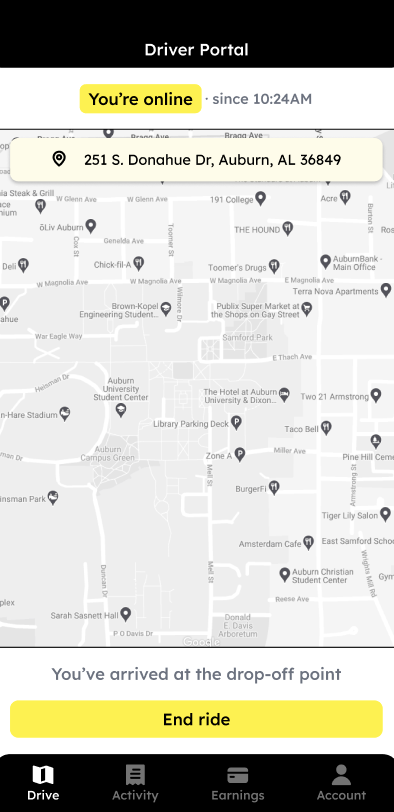 Driver Portal
You're online · since 10:24AM
Bragg Ave
251 S. Donahue Dr, Auburn, AL 36849
ia Steak & Grill
W Glenn Ave
W Glenn Ave
191 College
Acre
Burton St
ōLiv Auburn
Cox St
Toomer St
THE HOUND
Genelda Ave
Deli
Chick-fil-A
Toomer's Drugs
AuburnBank -
Main Office
W Magnolia Ave
W Magnolia Ave
W Magnolia Ave
E Magnolia Ave
Terra Nova Apartments
Wilmore Dr
Brown-Kopel
Engineering Student...
Publix Super Market at
the Shops on Gay Street
War Eagle Way
Samford Park
E Thach Ave
Heisman Dr
Auburn
University
Student Center
The Hotel at Auburn
University & Dixon...
Two 21 Armstrong
n-Hare Stadium
Library Parking Deck
Taco Bell
Auburn
Campus Green
Zone A
Miller Ave
Pine Hill Ceme
Mell St
Armstrong St
insman Park
BurgerFi
Tiger Lily Salon
Amsterdam Cafe
East Samford Schoo
Wrights Mill Rd
Duncan Dr
Mell St
Auburn Christian
Student Center
Gym
Reese Ave
plex
Sarah Sasnett Hall
Donald
E. Davis
Arboretum
P O Davis Dr
Google
You've arrived at the drop-off point
End ride
Drive Activity Earnings Account